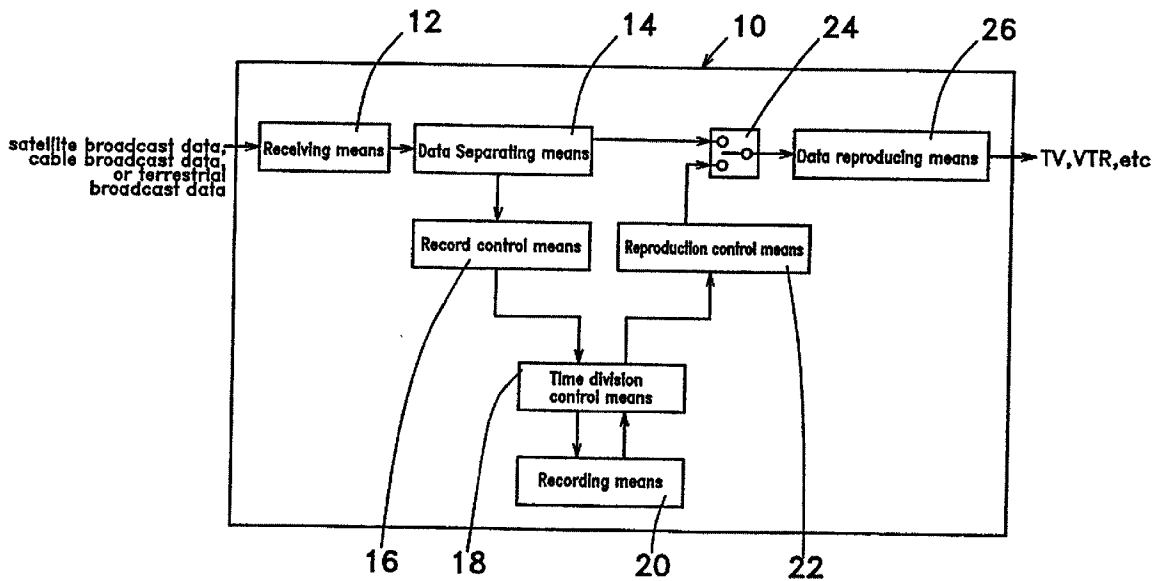 12
14
10
24
26
satellite broadcast data,
cable broadcast data,
or terrestrial
broadcast data
Receiving means
Data Separating means
Data reproducing means
TV,VTR,etc
Record control means
Reproduction control means
Time division
control means
Recording means
16
18
20
22